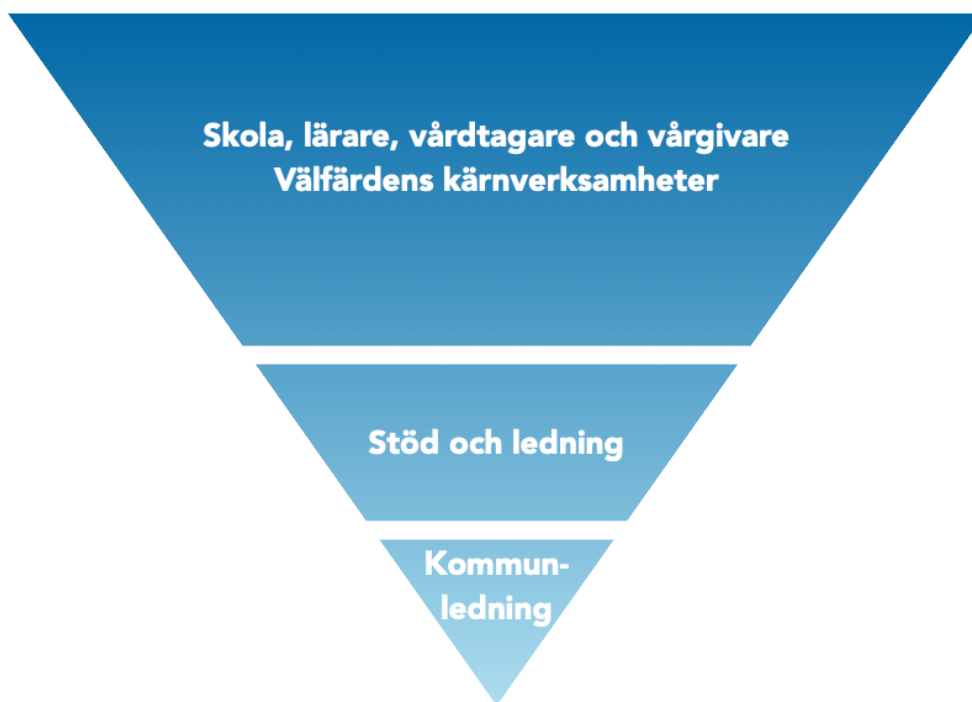 Skola, lärare, vårdtagare och vårgivare
Välfärdens kärnverksamheter
Stöd och ledning
Kommun-
ledning